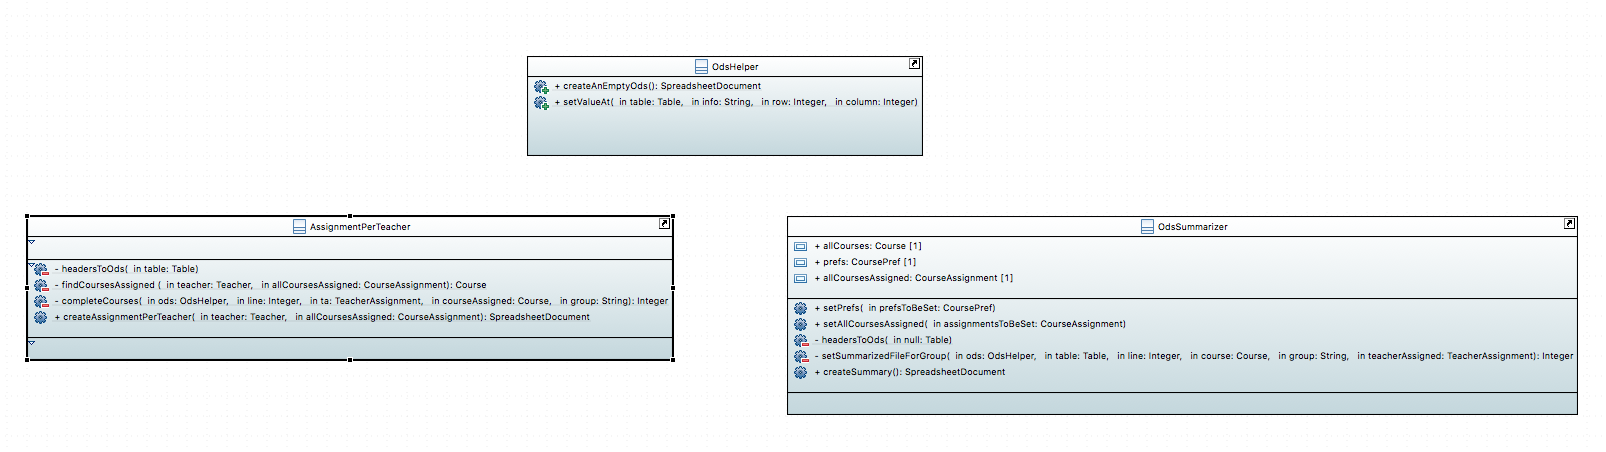 OdsHelper
+ createAnEmptyOds(): SpreadsheetDocument
+ setValueAt( in table: Table, in info: String, in row: Integer, in column: Integer)
AssignmentPerTeacher
- headersToOds( in table: Table)
- findCoursesAssigned ( in teacher: Teacher, in allCoursesAssigned: CourseAssignment): Course
- completeCourses( in ods: OdsHelper, in line: Integer, in ta: TeacherAssignment, in courseAssigned: Course, in group: String): Integer
+ createAssignmentPerTeacher( in teacher: Teacher, in allCoursesAssigned: CourseAssignment): SpreadsheetDocument
OdsSummarizer
+ allCourses: Course [1]
+ prefs: CoursePref [1]
+ allCoursesAssigned: CourseAssignment [1]
+ setPrefs( in prefsToBeSet: CoursePref)
+ setAllCoursesAssigned( in assignmentsToBeSet: CourseAssignment)
- headersToOds( in null: Table)
- setSummarizedFileForGroup( in ods: OdsHelper, in table: Table, in line: Integer, in course: Course, in group: String, in teacherAssigned: TeacherAssignment): Integer
+ createSummary(): SpreadsheetDocument